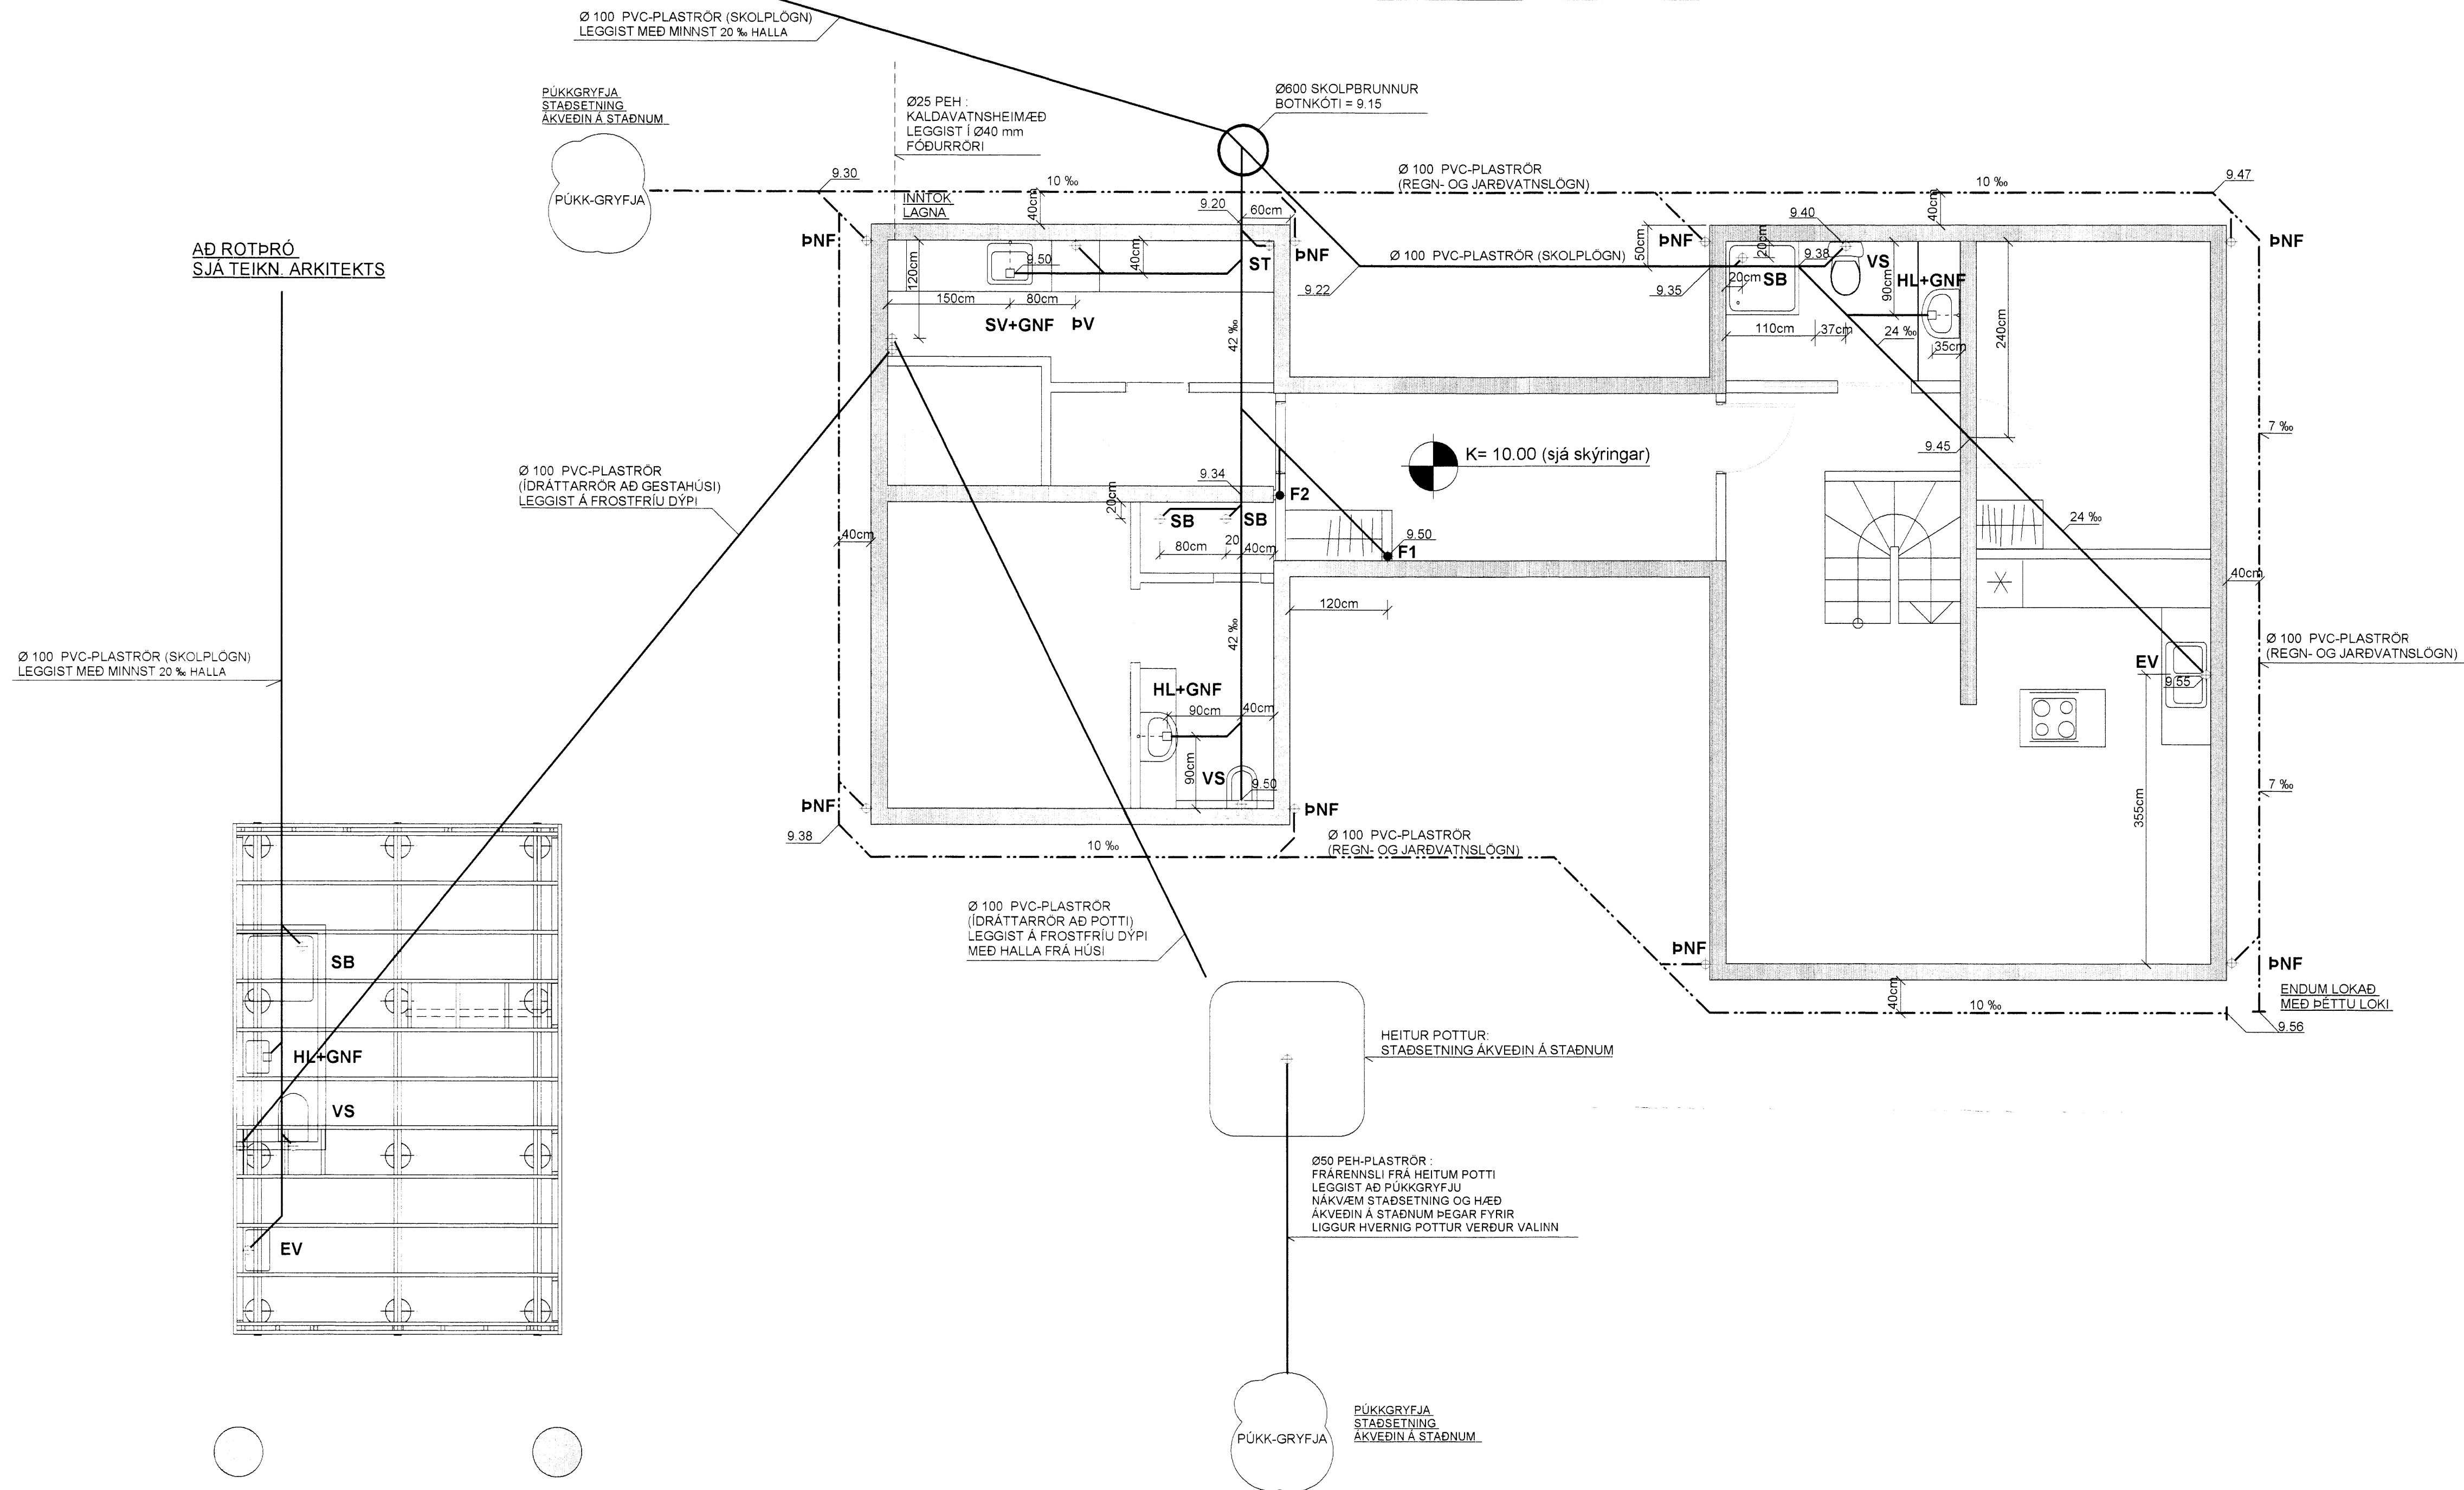 Ø 100 PVC-PLASTRÖR (SKOLPLÖGN)
LEGGIST MEÐ MINNST 20 ‰ HALLA
PÚKKGRYFJA
STAÐSETNING
ÁKVEÐIN Á STAÐNUM
PÚKK-GRYFJA
Ø25 PEH :
KALDAVATNSHEIMÆÐ
LEGGIST Í Ø40 mm
FÓÐURRÖRI
Ø600 SKOLPBRUNNUR
BOTNKÓTI = 9.15
9.30
10 ‰
40cm
INNTÖK
LAGNA
9.20
60cm
Ø 100 PVC-PLASTRÖR
(REGN- OG JARÐVATNSLÖGN)
10 ‰
9.47
40cm
ÞNF
ÞNF
ÞNF
ÞNF
AÐ ROTÞRÓ
SJÁ TEIKN. ARKITEKTS
120cm
9.50
40cm
ST
150cm
80cm
SV+GNF
ÞV
42 ‰
50cm
Ø 100 PVC-PLASTRÖR (SKOLPLÖGN)
9.22
9.35
9.40
20cm
9.38
VS
20cm
SB
HL+GNF
90cm
110cm
37cm
24 ‰
35cm
240cm
7 ‰
K= 10.00 (sjá skýringar)
9.45
Ø 100 PVC-PLASTRÖR
(ÍDRÁTTARRÖR AÐ GESTAHÚSI)
LEGGIST Á FROSTFRÍU DÝPI
9.34
F2
20cm
SB
SB
80cm
20
40cm
9.50
F1
24 ‰
40cm
40cm
120cm
42 ‰
Ø 100 PVC-PLASTRÖR (SKOLPLÖGN)
LEGGIST MEÐ MINNST 20 ‰ HALLA
Ø 100 PVC-PLASTRÖR
(REGN- OG JARÐVATNSLÖGN)
EV
9.55
HL+GNF
90cm
40cm
90cm
VS
9.50
355cm
7 ‰
ÞNF
ÞNF
9.38
10 ‰
Ø 100 PVC-PLASTRÖR
(REGN- OG JARÐVATNSLÖGN)
Ø 100 PVC-PLASTRÖR
(ÍDRÁTTARRÖR AÐ POTTI)
LEGGIST Á FROSTFRÍU DÝPI
MEÐ HALLA FRÁ HÚSI
ÞNF
ÞNF
40cm
10 ‰
ENDUM LOKAÐ
MEÐ ÞÉTTU LOKI
9.56
SB
HL+GNF
VS
EV
HEITUR POTTUR:
STAÐSETNING ÁKVEÐIN Á STAÐNUM
Ø50 PEH-PLASTRÖR :
FRÁRENNSLI FRÁ HEITUM POTTI
LEGGIST AÐ PÚKKGRYFJU
NÁKVÆM STAÐSETNING OG HÆÐ
ÁKVEÐIN Á STAÐNUM ÞEGAR FYRIR
LIGGUR HVERNIG POTTUR VERÐUR VALINN
PÚKK-GRYFJA
PÚKKGRYFJA
STAÐSETNING
ÁKVEÐIN Á STAÐNUM